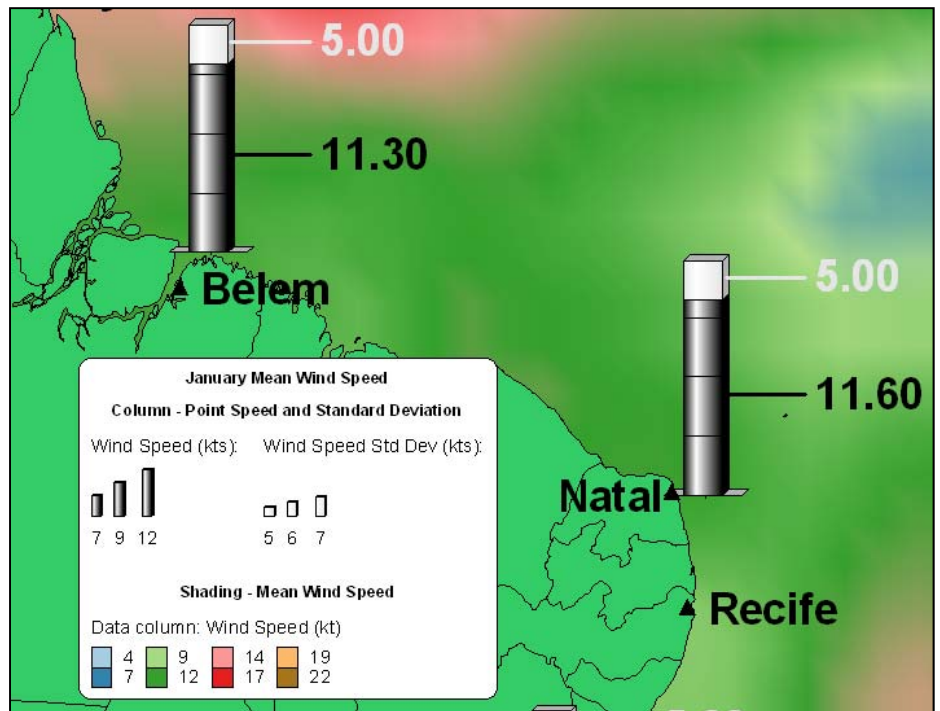 5.00
11.30
Belem
5.00
11.60
Natal
Recife
January Mean Wind Speed
Column - Point Speed and Standard Deviation
Wind Speed (kts): Wind Speed Std Dev (kts):
7 9 12 5 6 7
Shading - Mean Wind Speed
Data column: Wind Speed (kt)
4 9 14 19
7 12 17 22